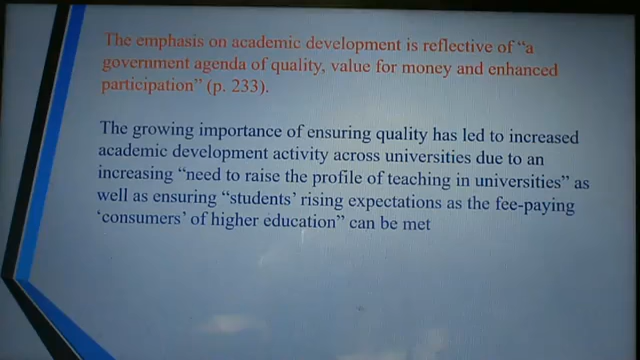 The emphasis on academic development is reflective of “a
government agenda of quality, value for money and enhanced
participation” (p. 233).
The growing importance of ensuring quality has led to increased
academic development activity across universities due to an
increasing “need to raise the profile of teaching in universities” as
well as ensuring “students’ rising expectations as the fee-paying
‘consumers’ of higher education” can be met